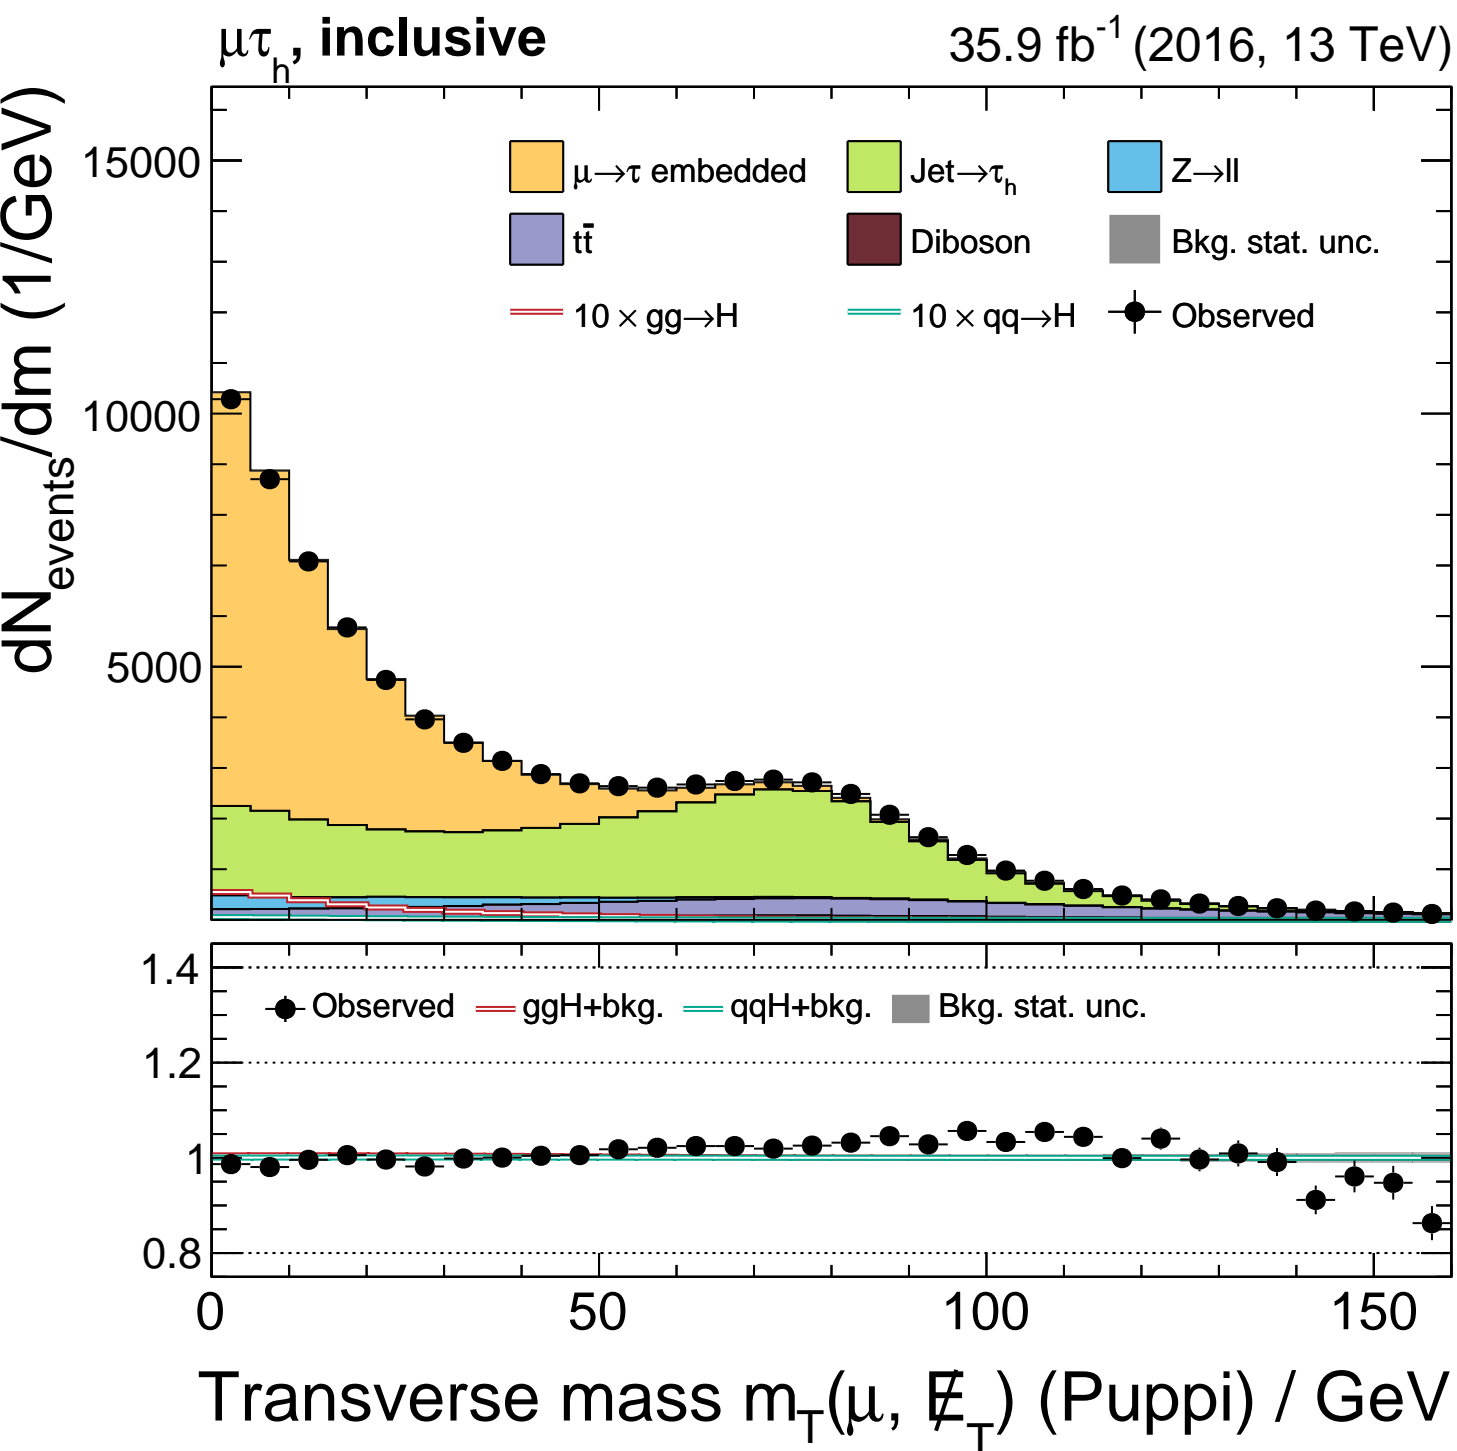 μτh, inclusive 35.9 fb-1 (2016, 13 TeV)
dNevents/dm (1/GeV)
15000
10000
5000
μ→τ embedded Jet→τh Z→ll
tt̄ Diboson Bkg. stat. unc.
10 × gg→H 10 × qq→H Observed
1.4
1.2
1
0.8
Observed ggH+bkg. qqH+bkg. Bkg. stat. unc.
0 50 100 150
Transverse mass mT(μ, E̸T) (Puppi) / GeV